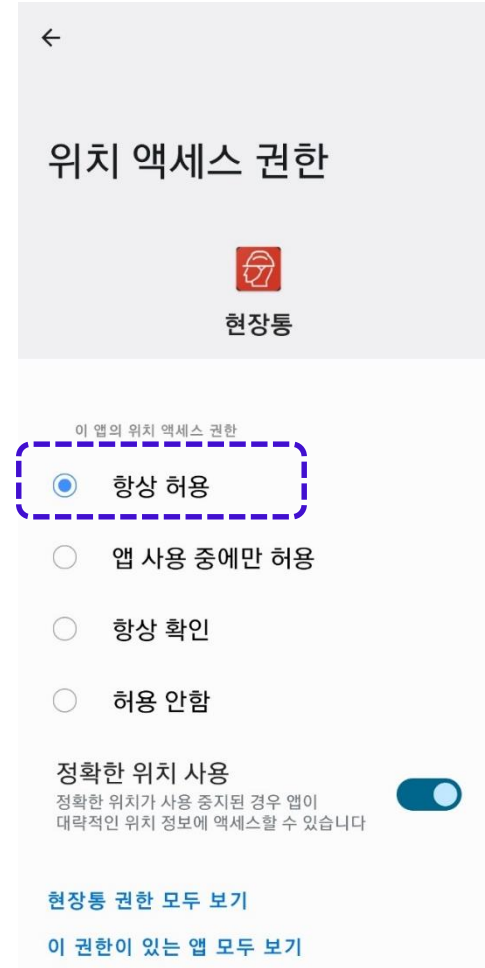 위치 액세스 권한
현장통
이 앱의 위치 액세스 권한
항상 허용
앱 사용 중에만 허용
항상 확인
허용 안함
정확한 위치 사용
정확한 위치가 사용 중지된 경우 앱이
대략적인 위치 정보에 액세스할 수 있습니다
현장통 권한 모두 보기
이 권한이 있는 앱 모두 보기